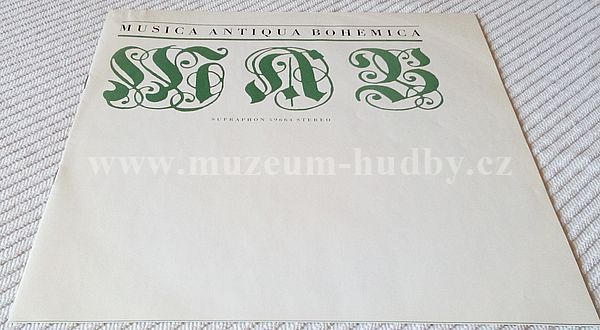 MUSICA ANTIQUA BOHEMICA
M A B
SUPRAPHON 59664 STEREO
www.muzeum-hudby.cz